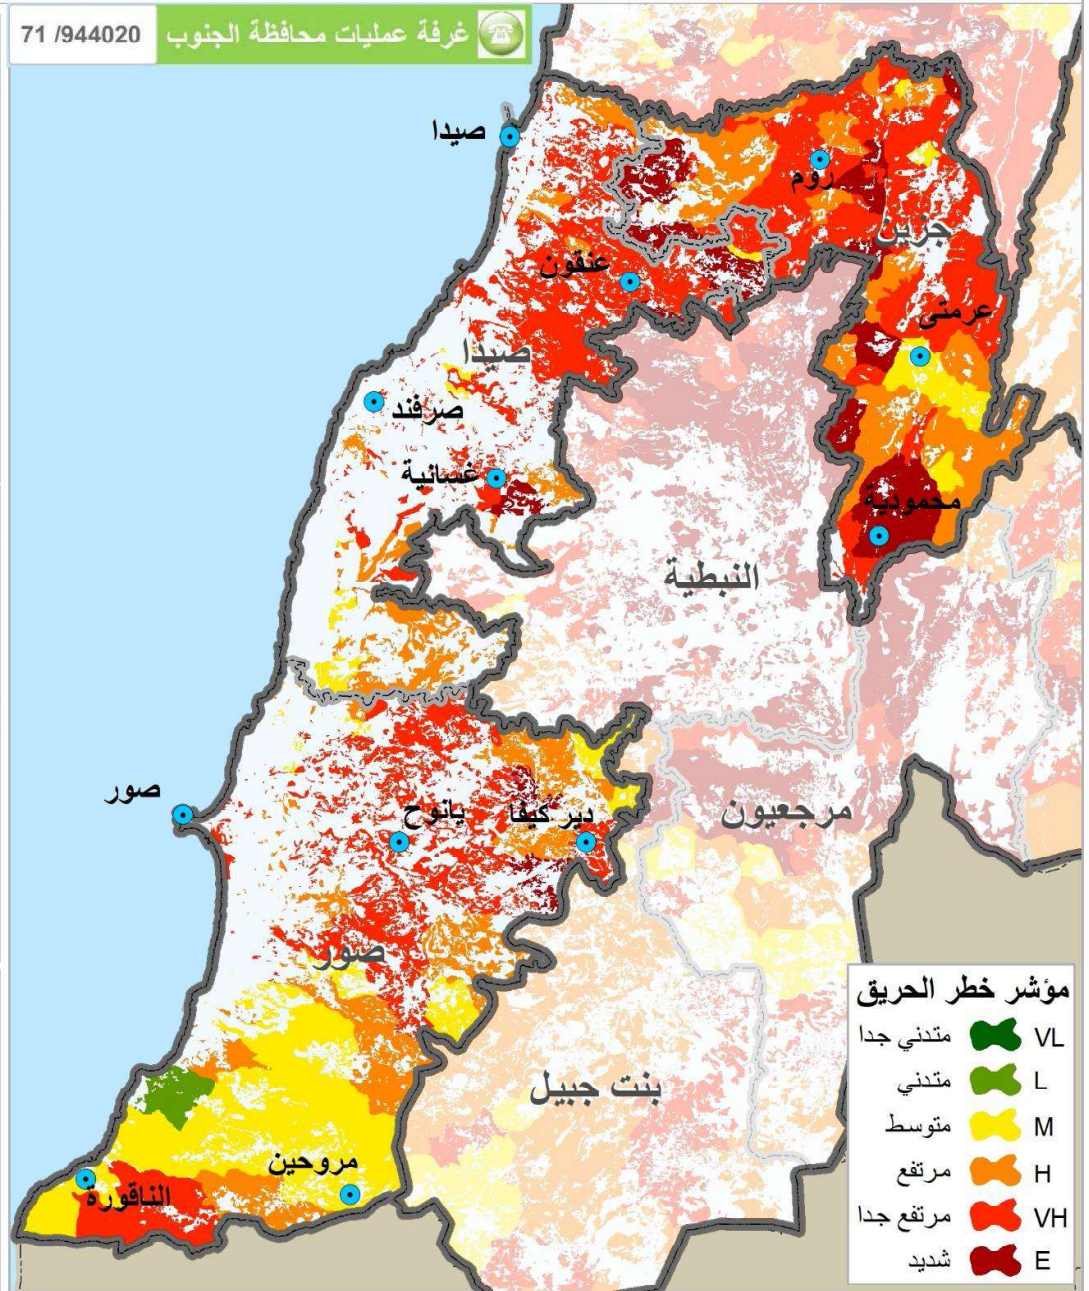 غرفة عمليات محافظة الجنوب 71 /944020
صيدا
روم
جزين
عنقون
عرمتى
صيدا
صرفند
غسانية
محمودية
النبطية
صور
يانوح
دير كيفا
مرجعيون
صور
بنت جبيل
مروحين
الناقورة
مؤشر خطر الحريق
متدني جدا VL
متدني L
متوسط M
مرتفع H
مرتفع جدا VH
شديد E